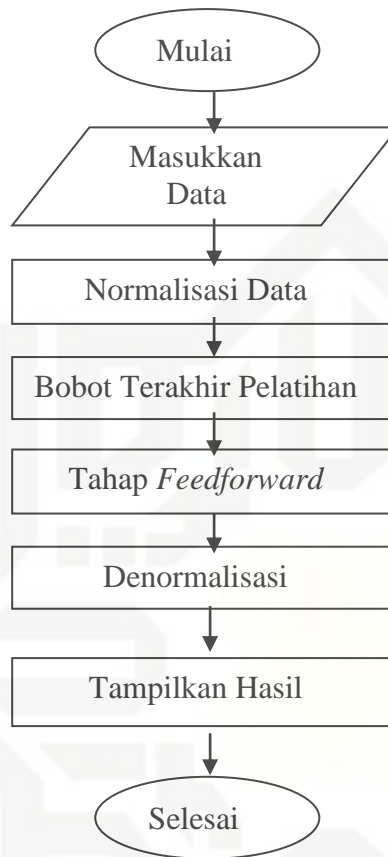 Mulai
Masukkan
Data
Normalisasi Data
Bobot Terakhir Pelatihan
Tahap Feedforward
Denormalisasi
Tampilkan Hasil
Selesai